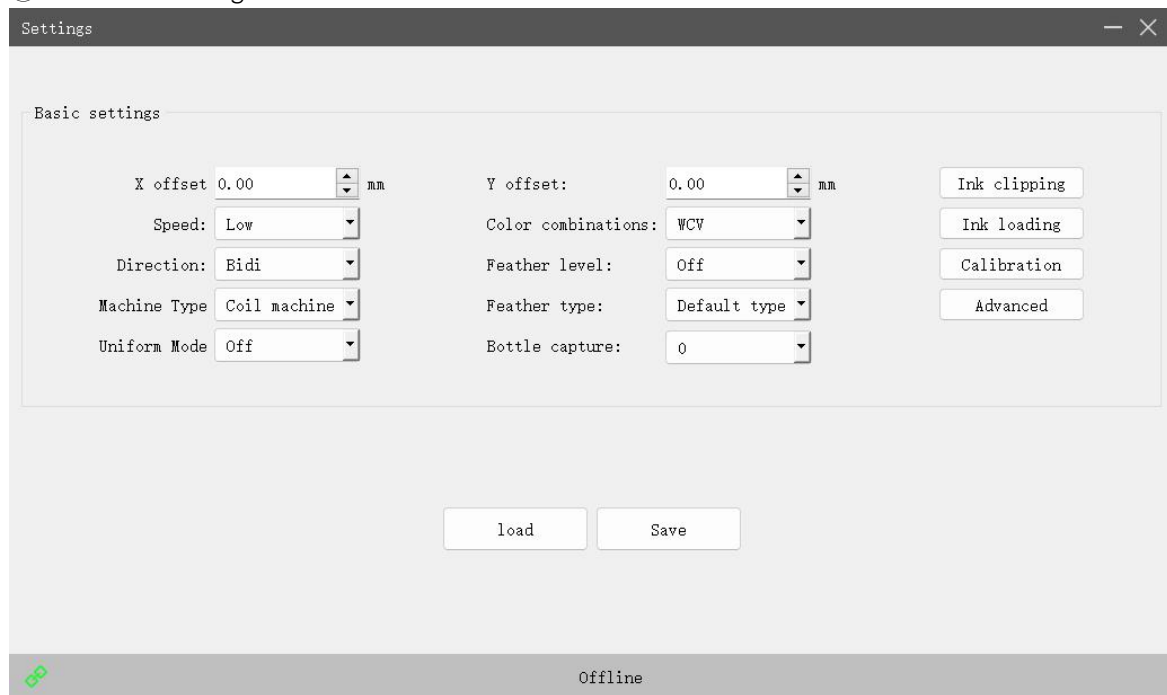 Settings
Basic settings
X offset 0.00 mm Y offset: 0.00 mm Ink clipping
Speed: Low Color combinations: WCV Ink loading
Direction: Bidi Feather level: Off Calibration
Machine Type Coil machine Feather type: Default type Advanced
Uniform Mode Off Bottle capture: 0
load Save
Offline